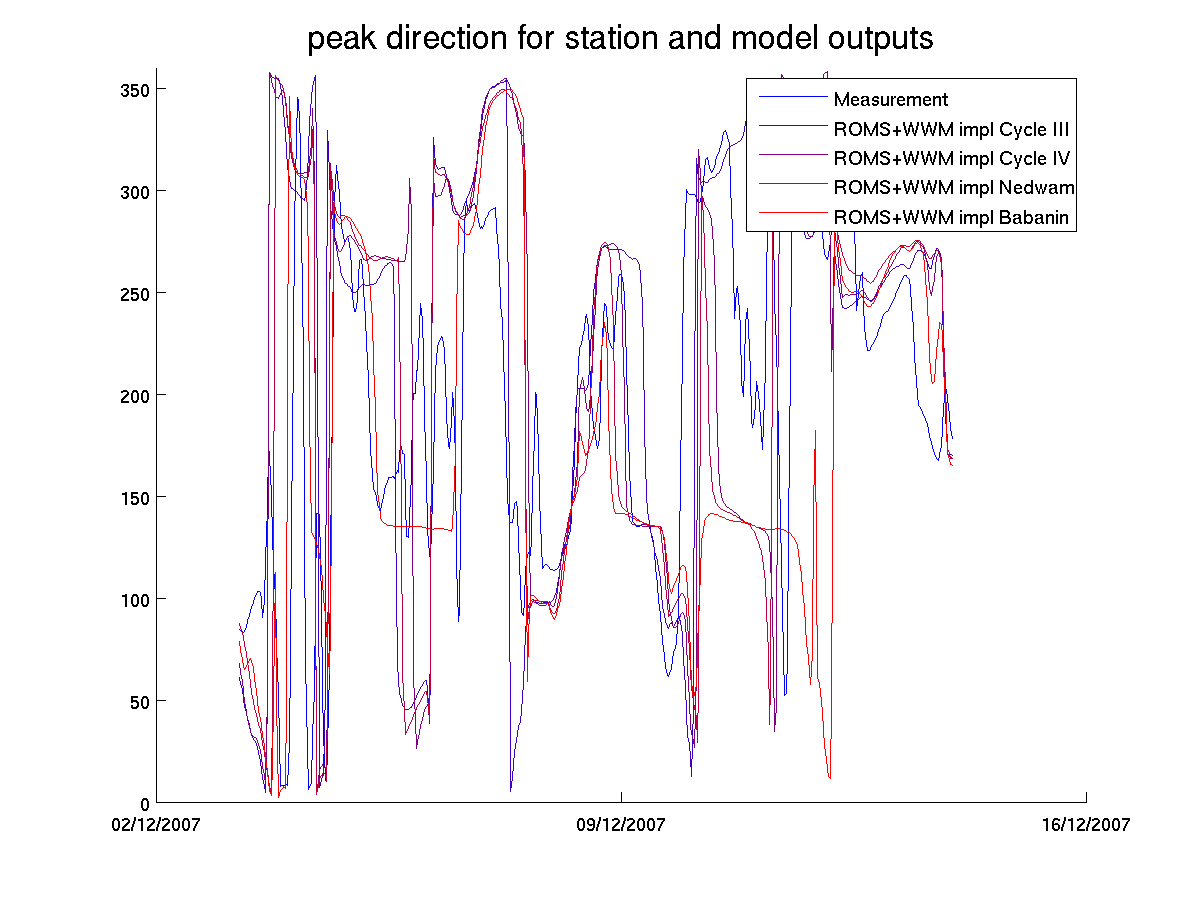 peak direction for station and model outputs
350
300
250
200
150
100
50
0
Measurement
ROMS+WWM impl Cycle III
ROMS+WWM impl Cycle IV
ROMS+WWM impl Nedwam
ROMS+WWM impl Babanin
02/12/2007 09/12/2007 16/12/2007